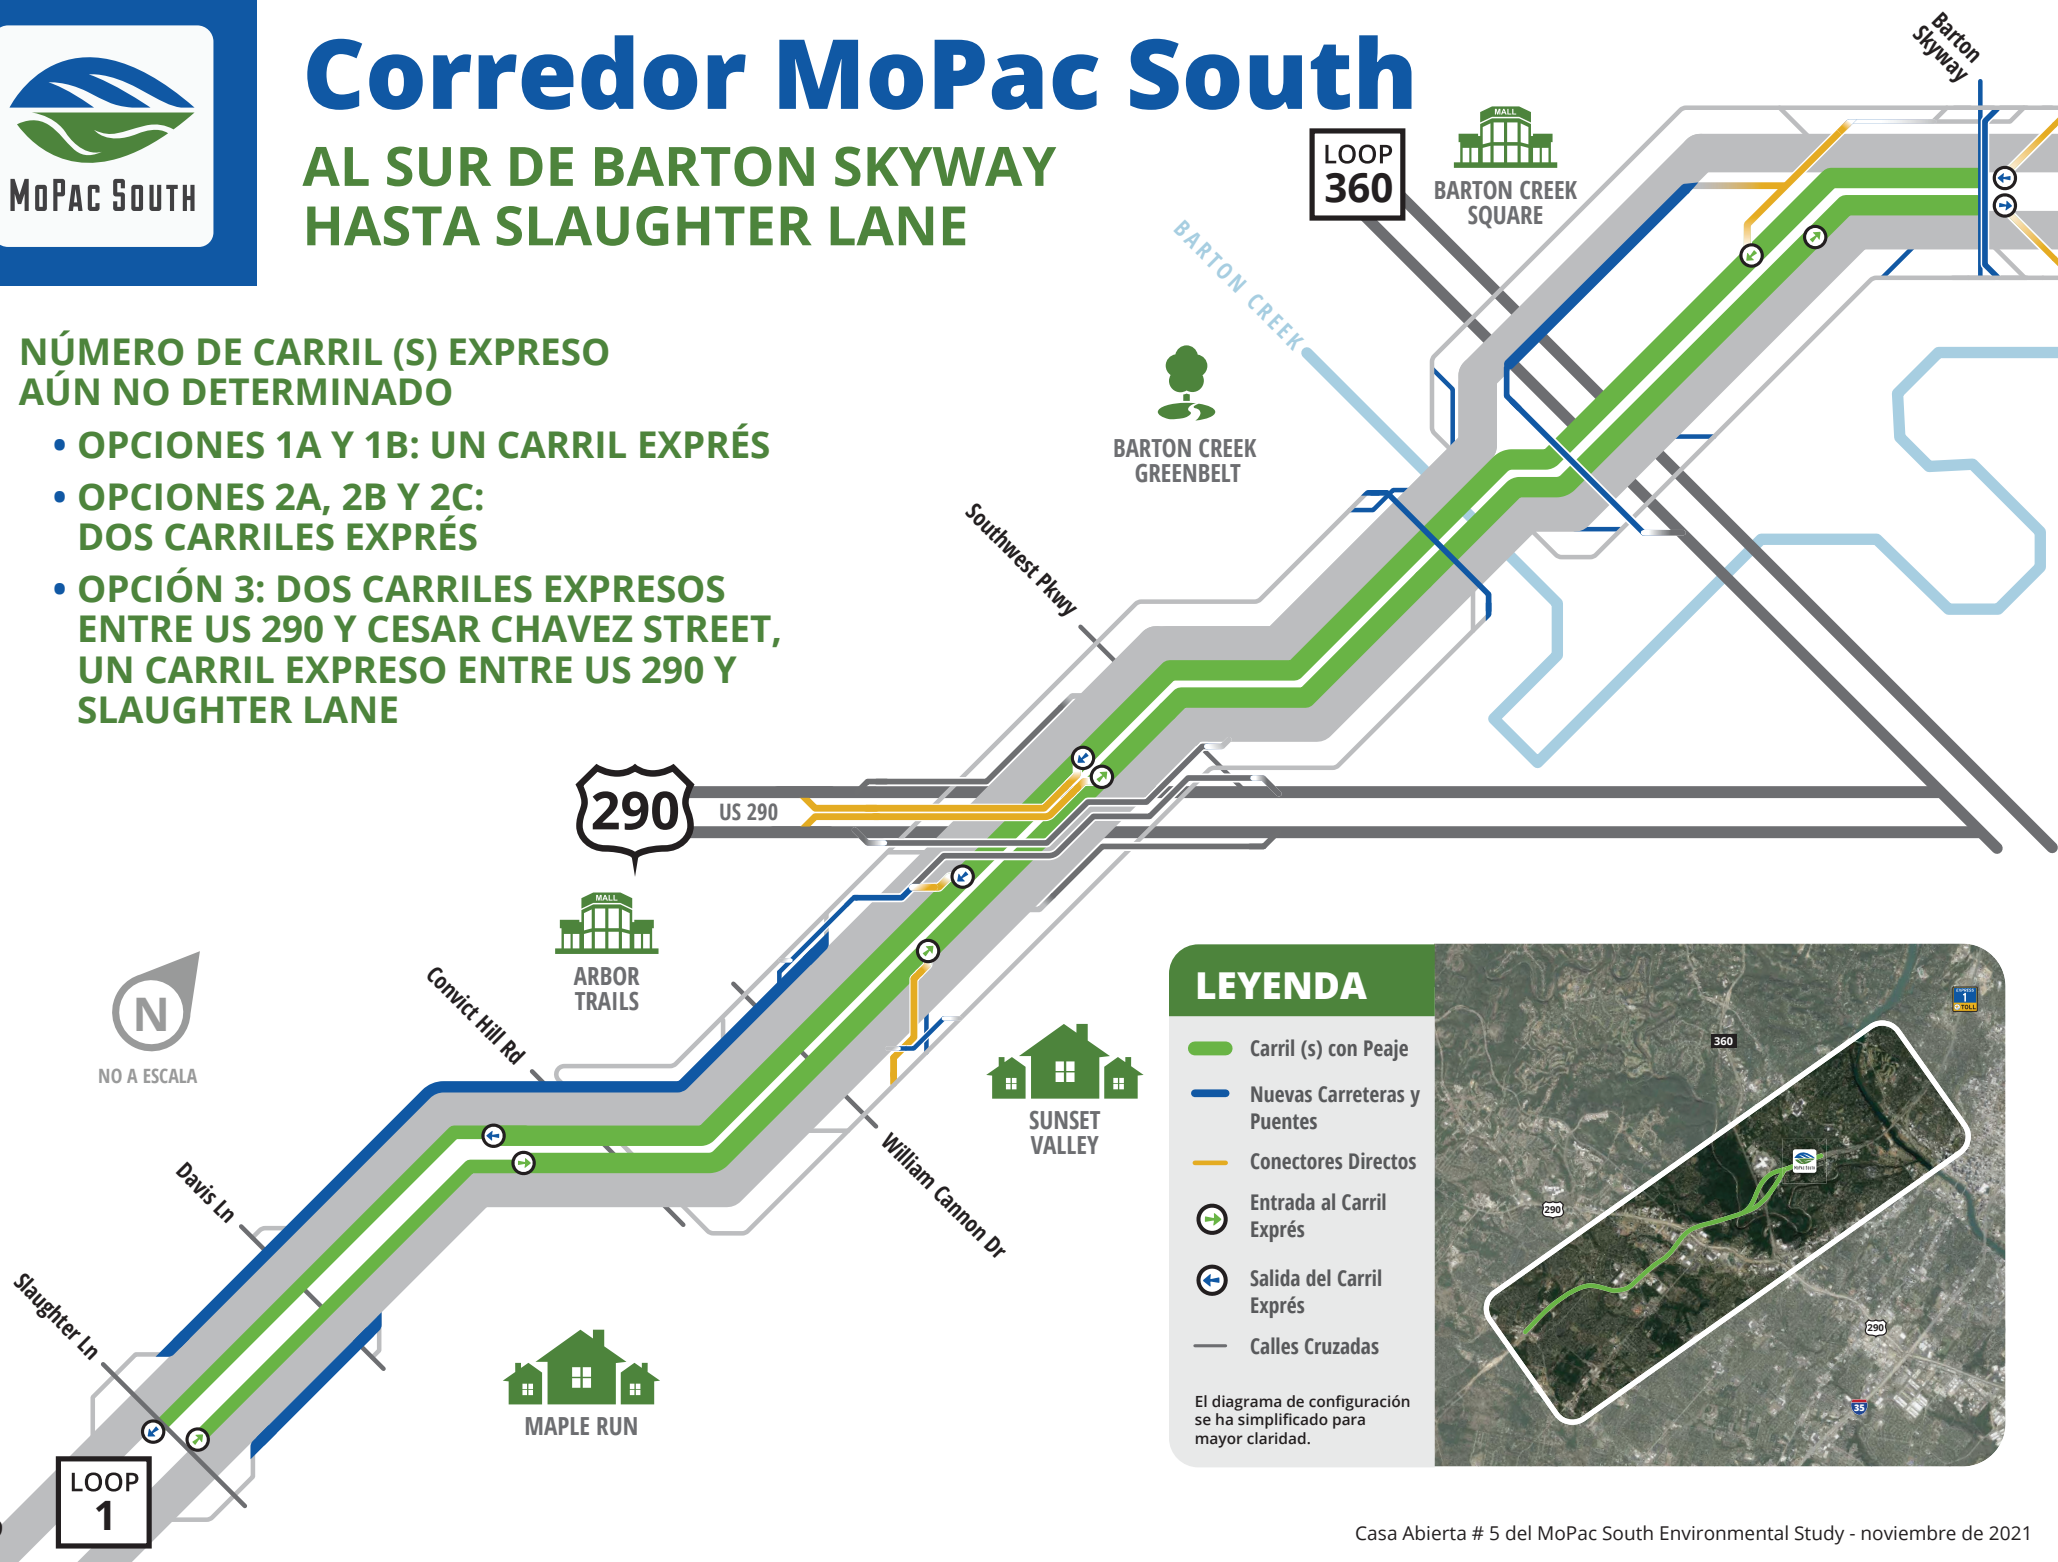 MoPac South
Corredor MoPac South
AL SUR DE BARTON SKYWAY
HASTA SLAUGHTER LANE
NÚMERO DE CARRIL (S) EXPRESO
AÚN NO DETERMINADO
• OPCIONES 1A Y 1B: UN CARRIL EXPRÉS
• OPCIONES 2A, 2B Y 2C:
DOS CARRILES EXPRÉS
• OPCIÓN 3: DOS CARRILES EXPRESOS
ENTRE US 290 Y CESAR CHAVEZ STREET,
UN CARRIL EXPRESO ENTRE US 290 Y
SLAUGHTER LANE
Barton
Skyway
LOOP
360
MALL
BARTON CREEK
SQUARE
BARTON CREEK
BARTON CREEK
GREENBELT
Southwest Pkwy
290
US 290
MALL
ARBOR
TRAILS
Convict Hill Rd
N
NO A ESCALA
SUNSET
VALLEY
William Cannon Dr
Davis Ln
Slaughter Ln
MAPLE RUN
LOOP
1
LEYENDA
Carril (s) con Peaje
Nuevas Carreteras y
Puentes
Conectores Directos
Entrada al Carril
Exprés
Salida del Carril
Exprés
Calles Cruzadas
El diagrama de configuración
se ha simplificado para
mayor claridad.
EXPRESS
1
TOLL
360
MoPac South
290
290
35
Casa Abierta # 5 del MoPac South Environmental Study - noviembre de 2021